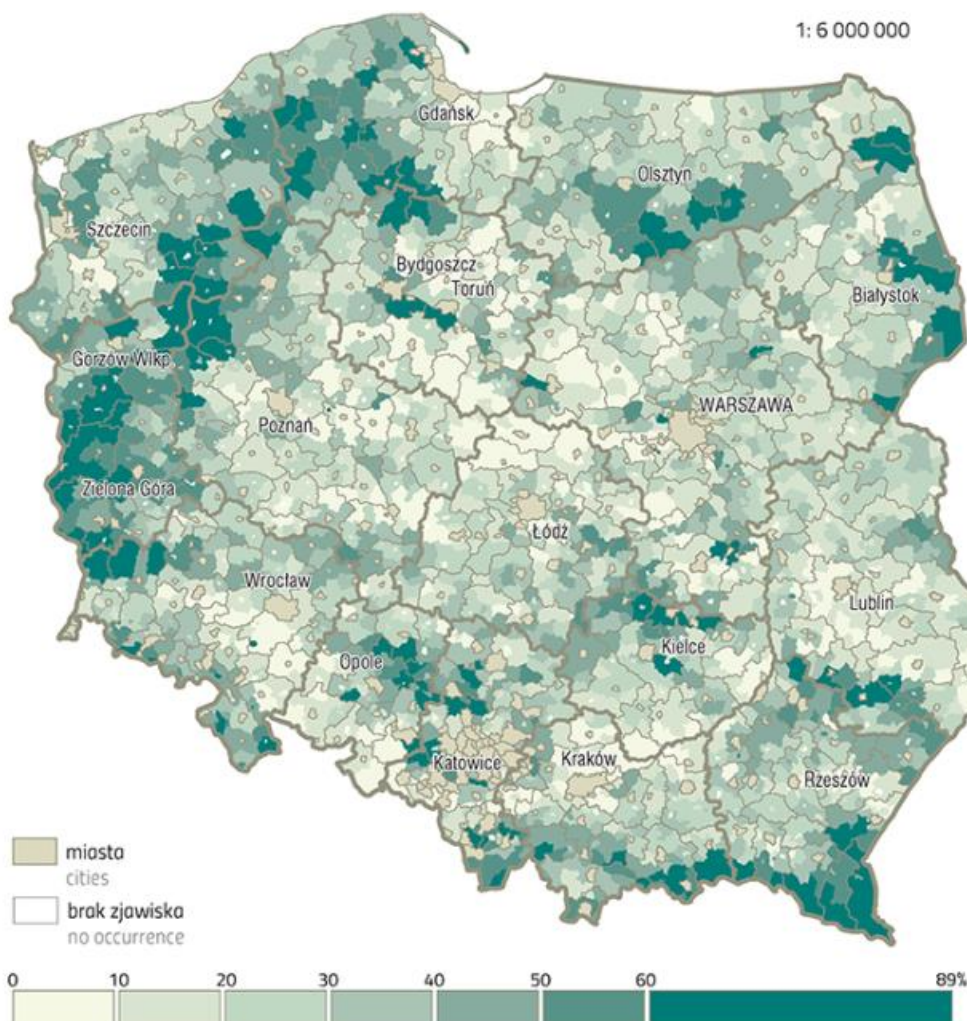 1: 6 000 000
Gdańsk
Olsztyn
Szczecin
Bydgoszcz
Toruń
Białystok
Gorzów Wlkp.
WARSZAWA
Poznań
Zielona Góra
Łódź
Wrocław
Lublin
Opole
Kielce
Katowice
Kraków
Rzeszów
miasta
cities
brak zjawiska
no occurrence
0 10 20 30 40 50 60 89%